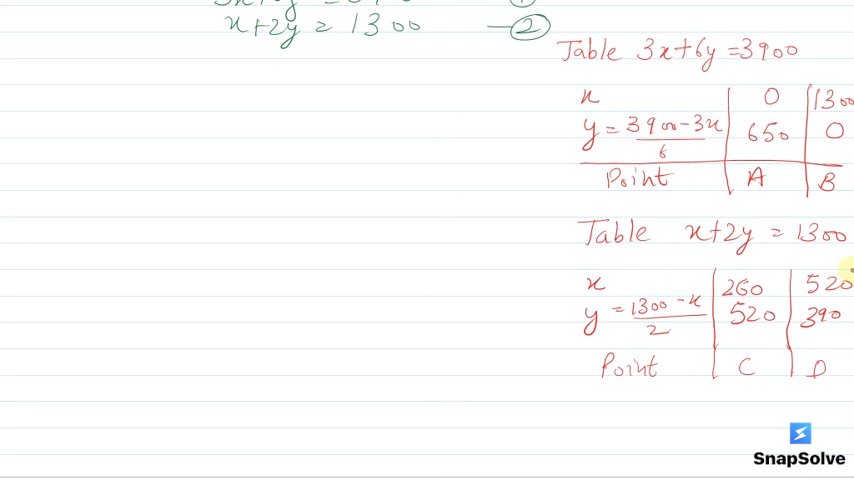 x+2y = 1300 —②
Table 3x+6y=3900
x 0 1300
y = (3900-3x)/6 650 0
Point A B
Table x+2y = 1300
x 260 520
y = (1300-x)/2 520 390
Point C D
SnapSolve